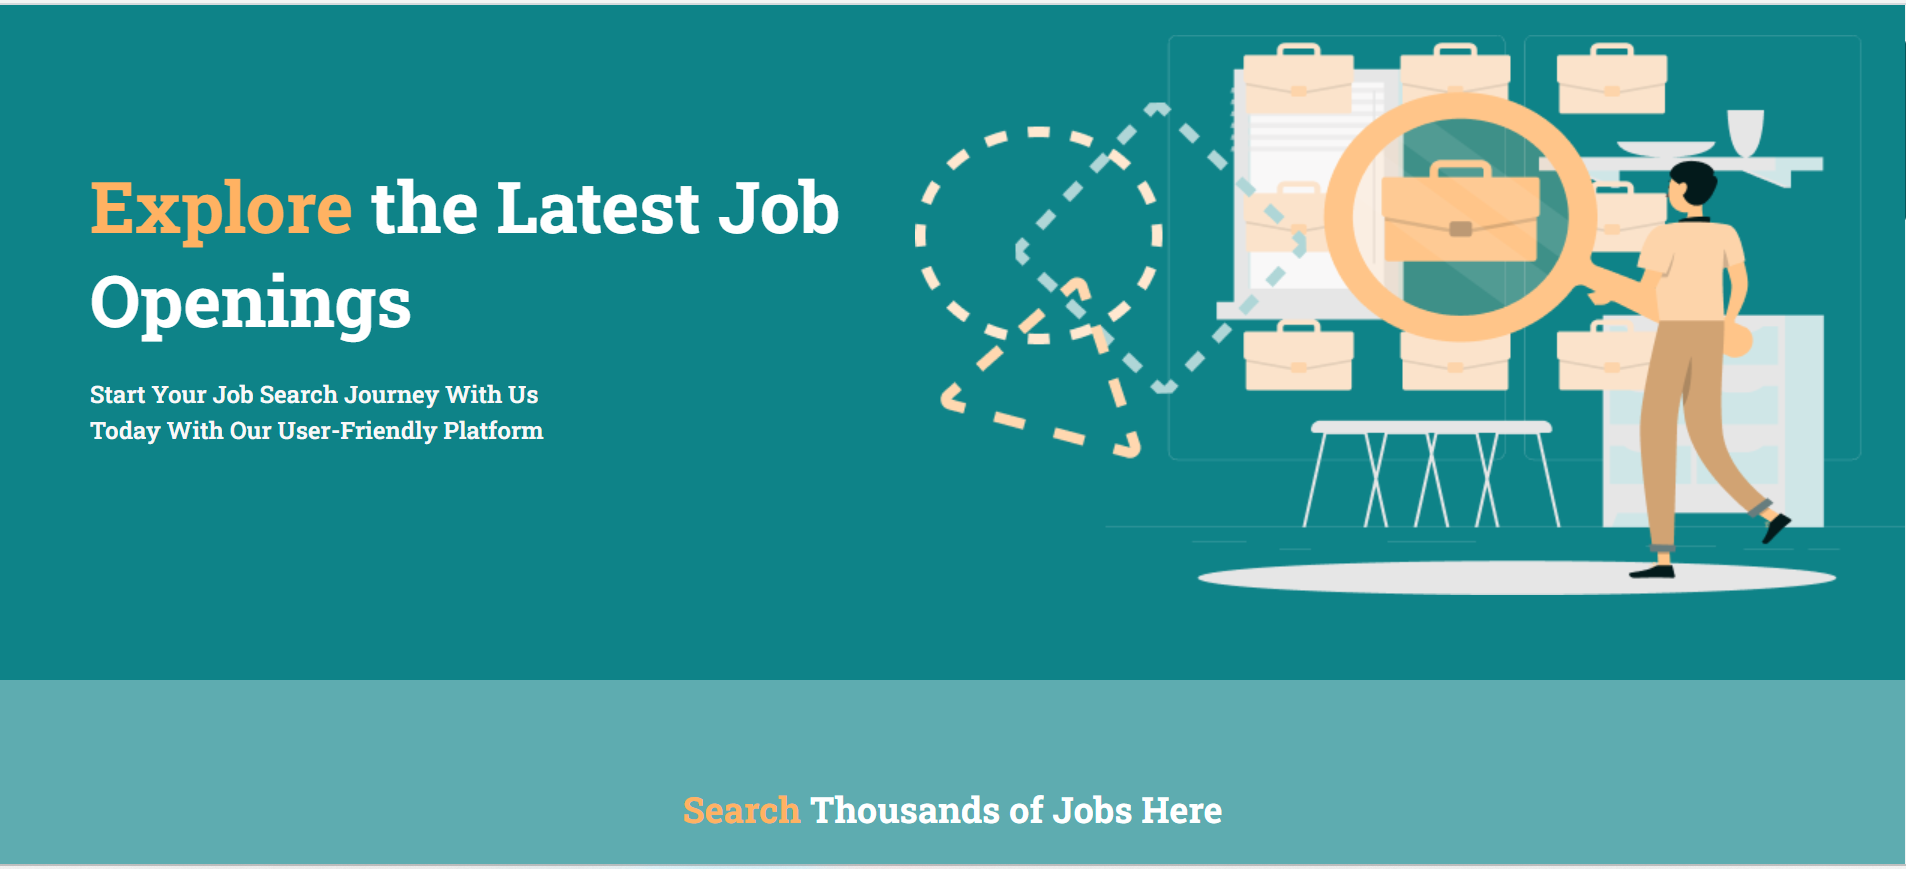 Explore the Latest Job
Openings
Start Your Job Search Journey With Us
Today With Our User-Friendly Platform
Search Thousands of Jobs Here